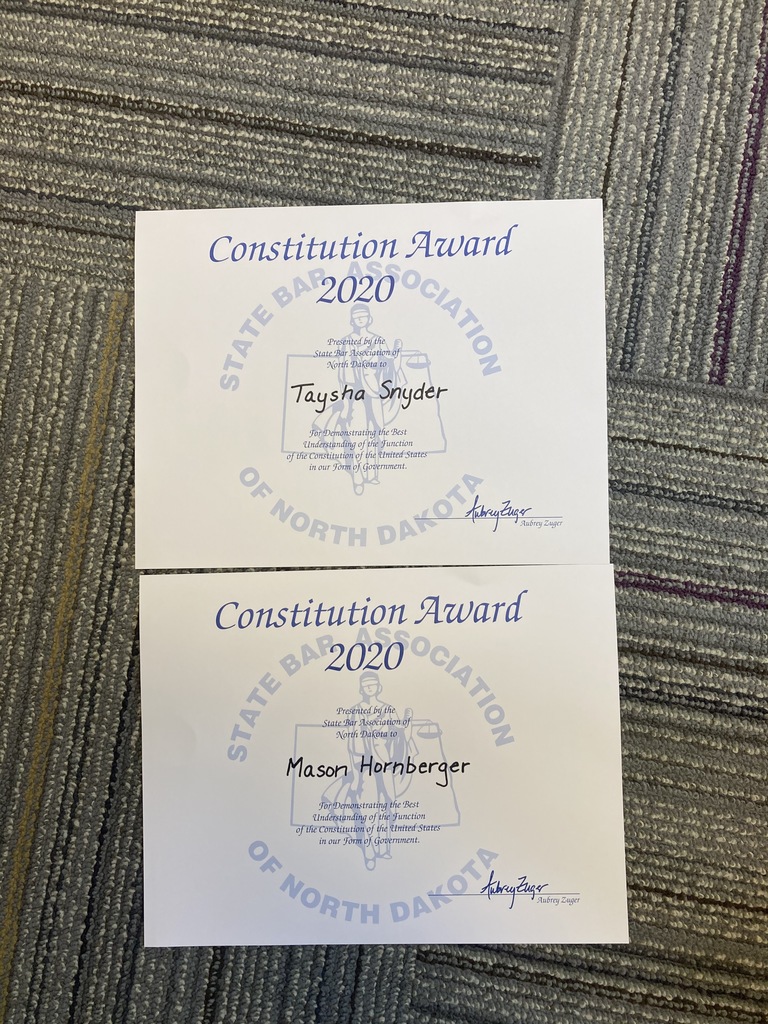 Constitution Award
2020
STATE BAR ASSOCIATION
Presented by the
State Bar Association of
North Dakota to
Taysha Snyder
For Demonstrating the Best
Understanding of the Function
of the Constitution of the United States
in our Form of Government.
OF NORTH DAKOTA
Aubrey Zuger
Aubrey Zuger
Constitution Award
2020
STATE BAR ASSOCIATION
Presented by the
State Bar Association of
North Dakota to
Mason Hornberger
For Demonstrating the Best
Understanding of the Function
of the Constitution of the United States
in our Form of Government.
OF NORTH DAKOTA
Aubrey Zuger
Aubrey Zuger